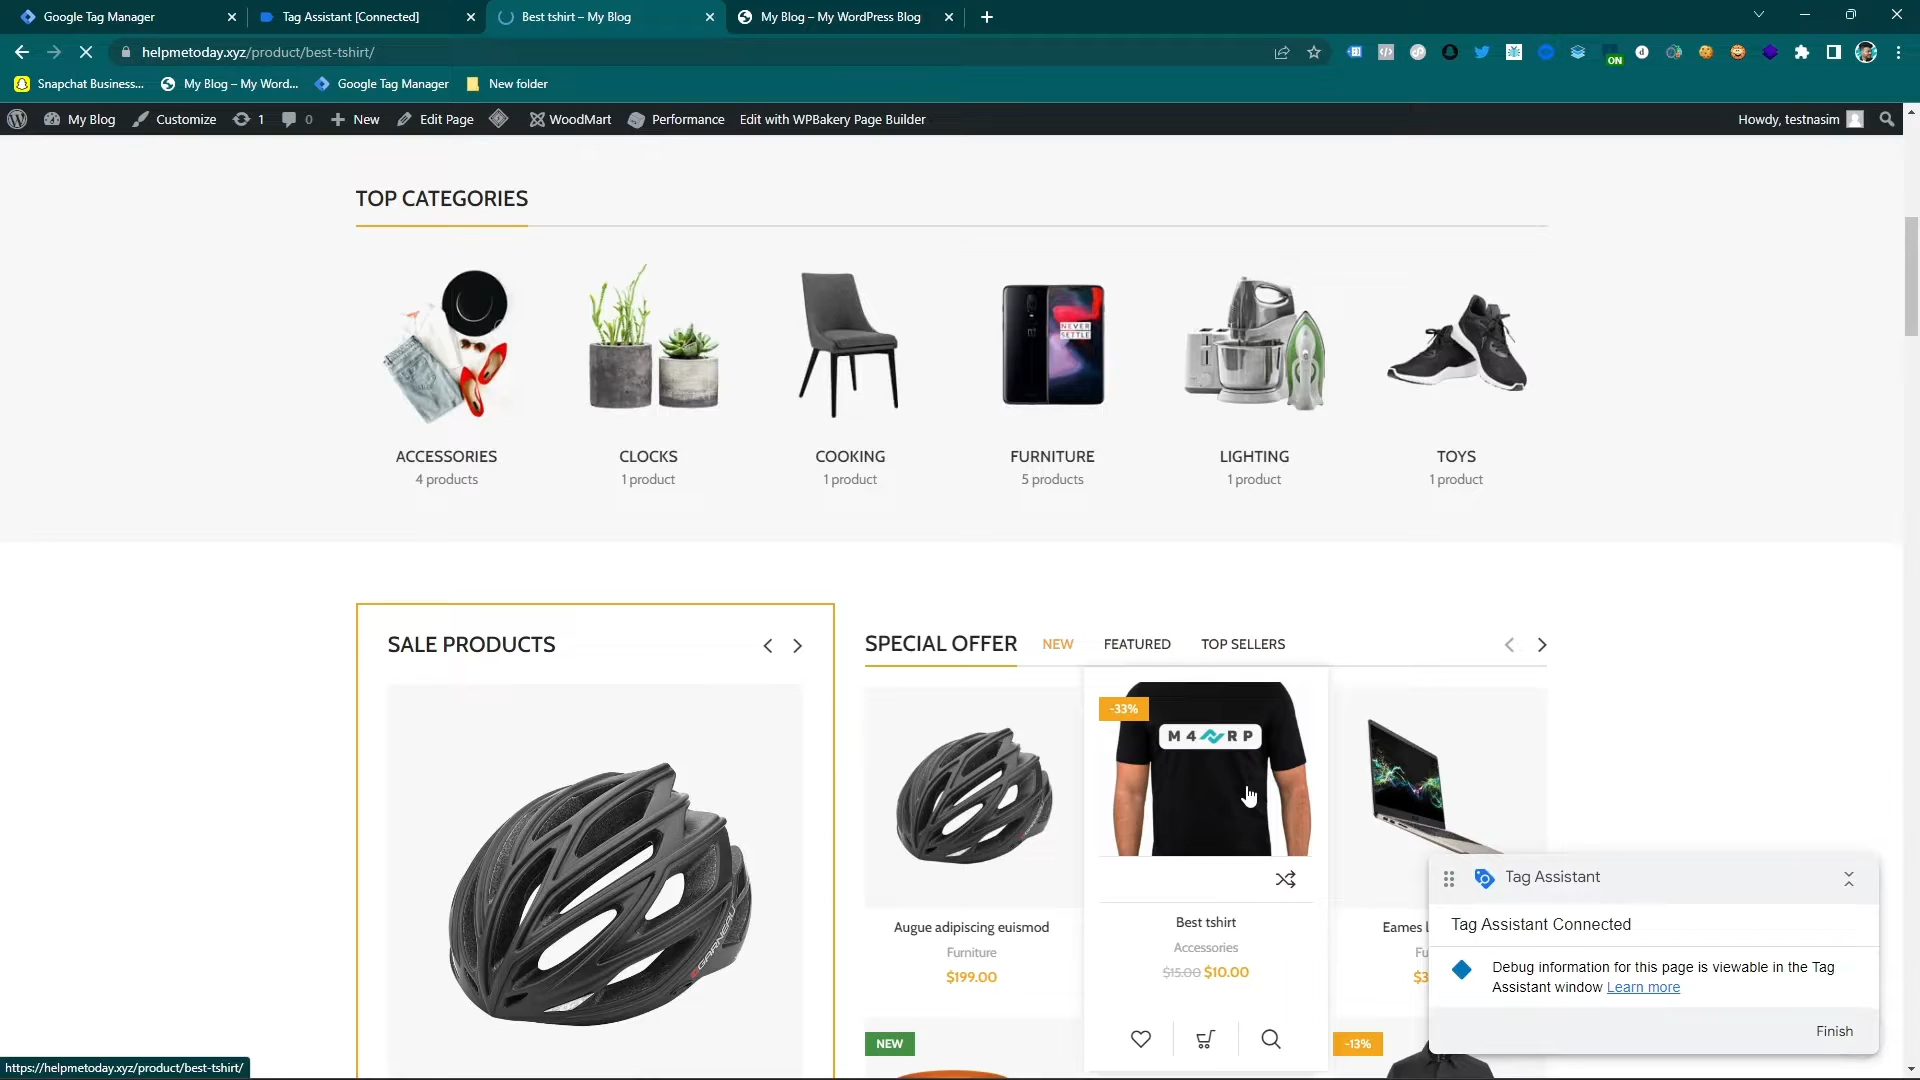 Google Tag Manager
Tag Assistant [Connected]
Best tshirt – My Blog
My Blog – My WordPress Blog
helpmetoday.xyz/product/best-tshirt/
ON
Snapchat Business...
My Blog – My Word...
Google Tag Manager
New folder
My Blog
Customize
1
0
New
Edit Page
WoodMart
Performance
Edit with WPBakery Page Builder
Howdy, testnasim
TOP CATEGORIES
NEVER
SETTLE
ACCESSORIES
CLOCKS
COOKING
FURNITURE
LIGHTING
TOYS
4 products
1 product
1 product
5 products
1 product
1 product
SALE PRODUCTS
SPECIAL OFFER
NEW
FEATURED
TOP SELLERS
GARNEAU
-33%
M4 RP
Augue adipiscing euismod
Furniture
$199.00
Best tshirt
Accessories
$15.00 $10.00
Eames
NEW
-13%
Tag Assistant
Tag Assistant Connected
Debug information for this page is viewable in the Tag
Assistant window Learn more
Finish
https://helpmetoday.xyz/product/best-tshirt/